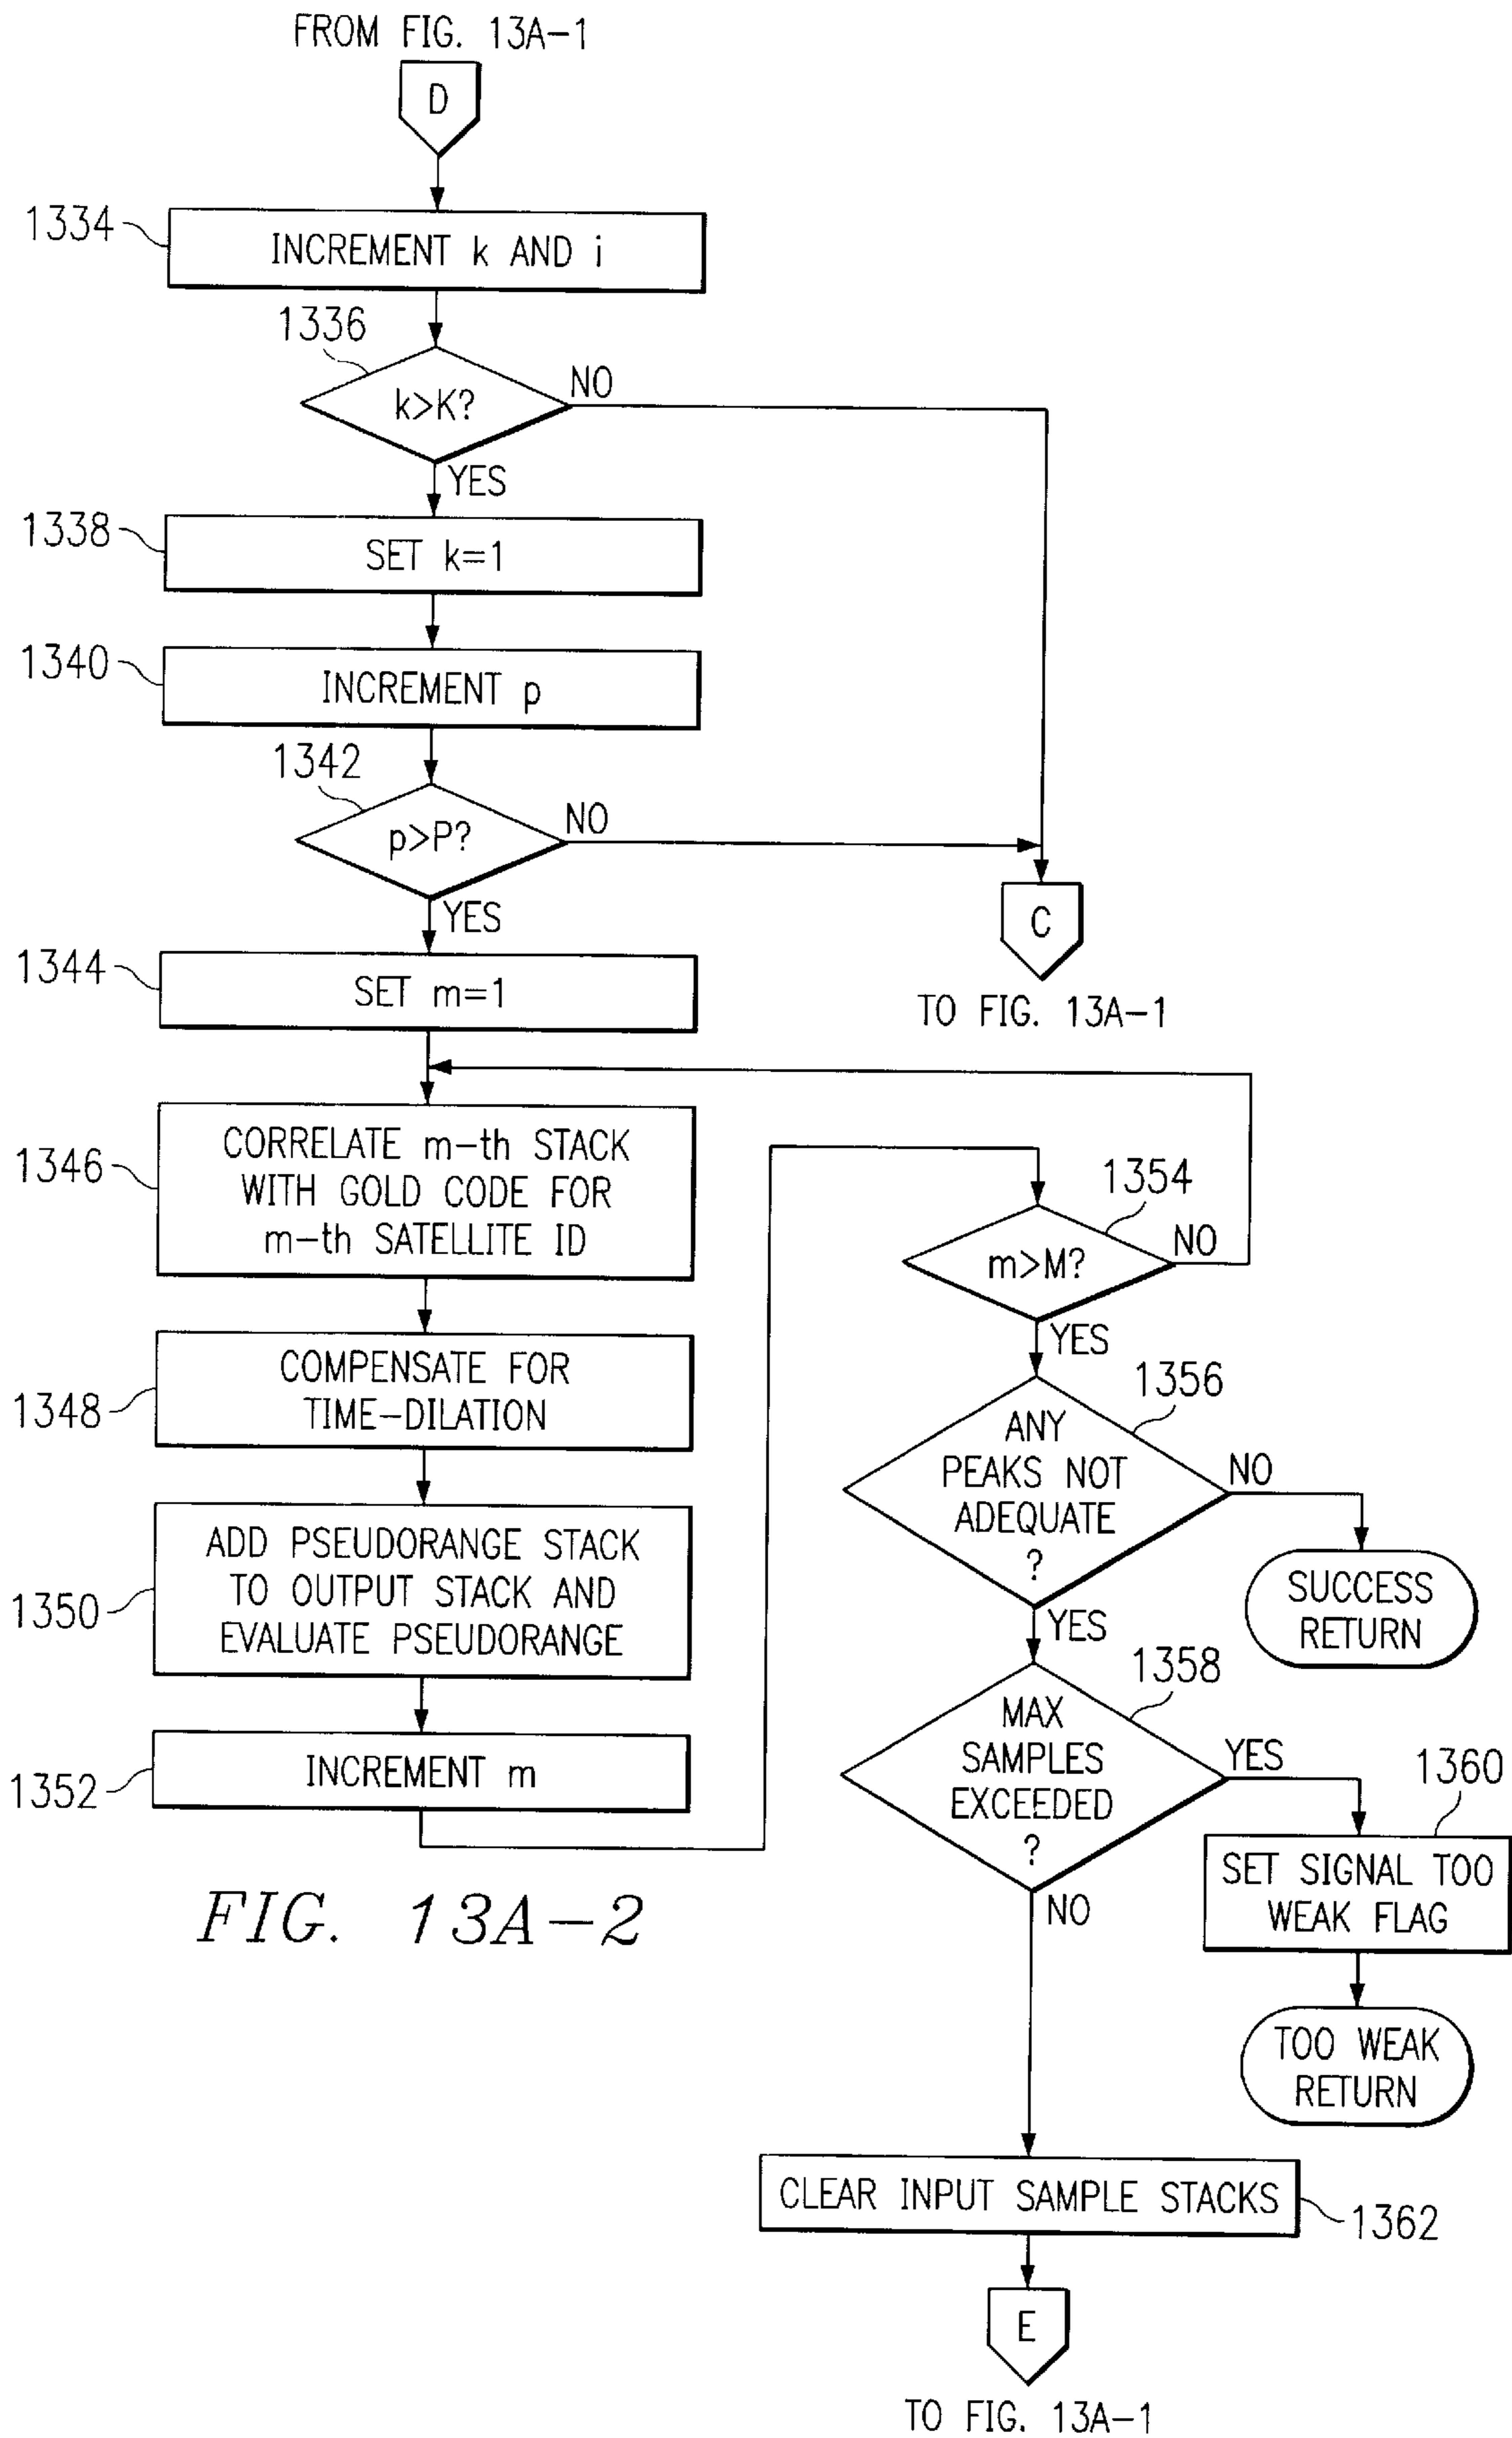 FROM FIG. 13A-1
D
1334
INCREMENT k AND i
1336
k>K?
NO
YES
1338
SET k=1
1340
INCREMENT p
1342
p>P?
NO
YES
C
TO FIG. 13A-1
1344
SET m=1
1346
CORRELATE m-th STACK
WITH GOLD CODE FOR
m-th SATELLITE ID
1348
COMPENSATE FOR
TIME-DILATION
1350
ADD PSEUDORANGE STACK
TO OUTPUT STACK AND
EVALUATE PSEUDORANGE
1352
INCREMENT m
1354
m>M?
NO
YES
1356
ANY
PEAKS NOT
ADEQUATE
?
NO
SUCCESS
RETURN
YES
1358
MAX
SAMPLES
EXCEEDED
?
YES
1360
SET SIGNAL TOO
WEAK FLAG
TOO WEAK
RETURN
NO
CLEAR INPUT SAMPLE STACKS
1362
E
TO FIG. 13A-1
FIG. 13A-2